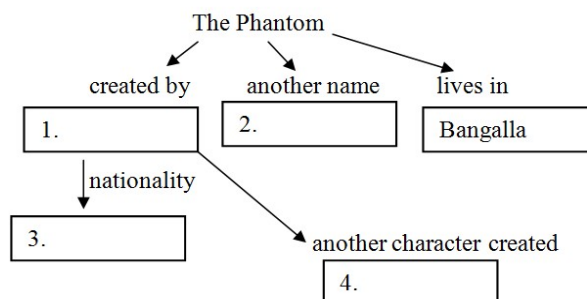 The Phantom
created by another name lives in
1. 2. Bangalla
nationality
3.
another character created
4.